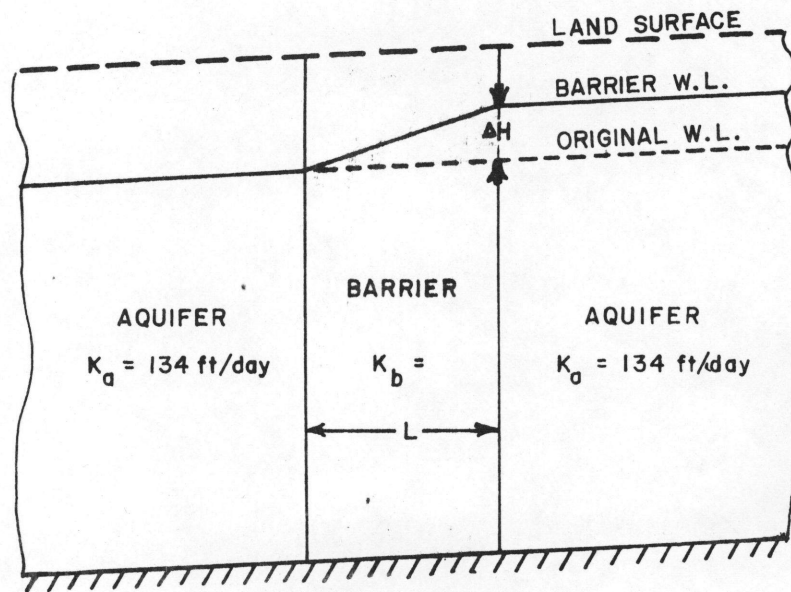 LAND SURFACE
BARRIER W.L.
ΔH
ORIGINAL W.L.
BARRIER
AQUIFER
AQUIFER
Ka = 134 ft/day
Kb =
Ka = 134 ft/day
L